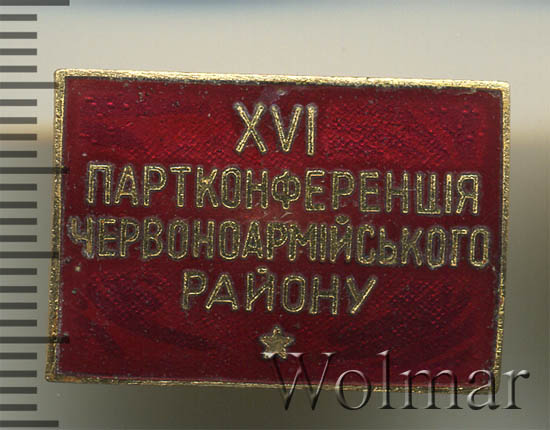 XVI
ПАРТКОНФЕРЕНЦІЯ
ЧЕРВОНОАРМІЙСЬКОГО
РАЙОНУ
Wolmar